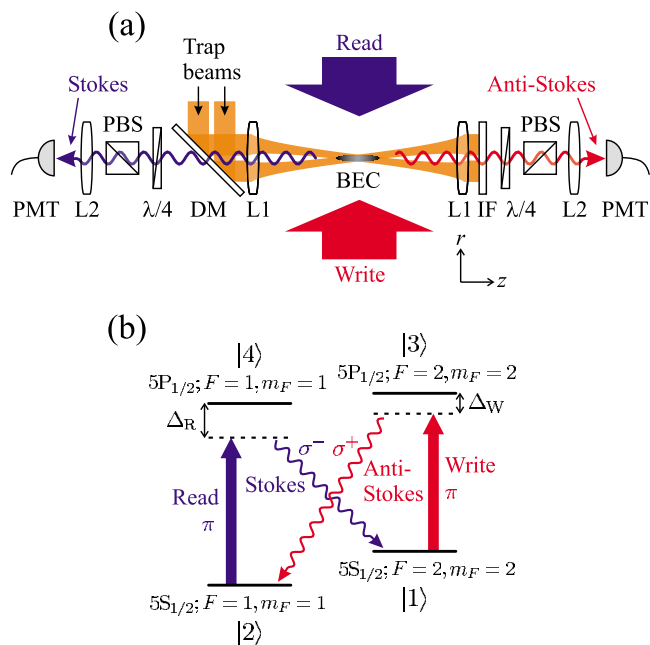 (a)
Read
Trap
beams
Stokes
Anti-Stokes
PBS
PBS
BEC
PMT L2 λ/4 DM L1
L1 IF λ/4 L2 PMT
Write
r
z
(b)
|4⟩
|3⟩
5P1/2; F = 1, mF = 1
5P1/2; F = 2, mF = 2
ΔR
ΔW
σ− σ+
Read
π
Stokes
Anti-
Stokes
Write
π
5S1/2; F = 1, mF = 1
5S1/2; F = 2, mF = 2
|2⟩
|1⟩